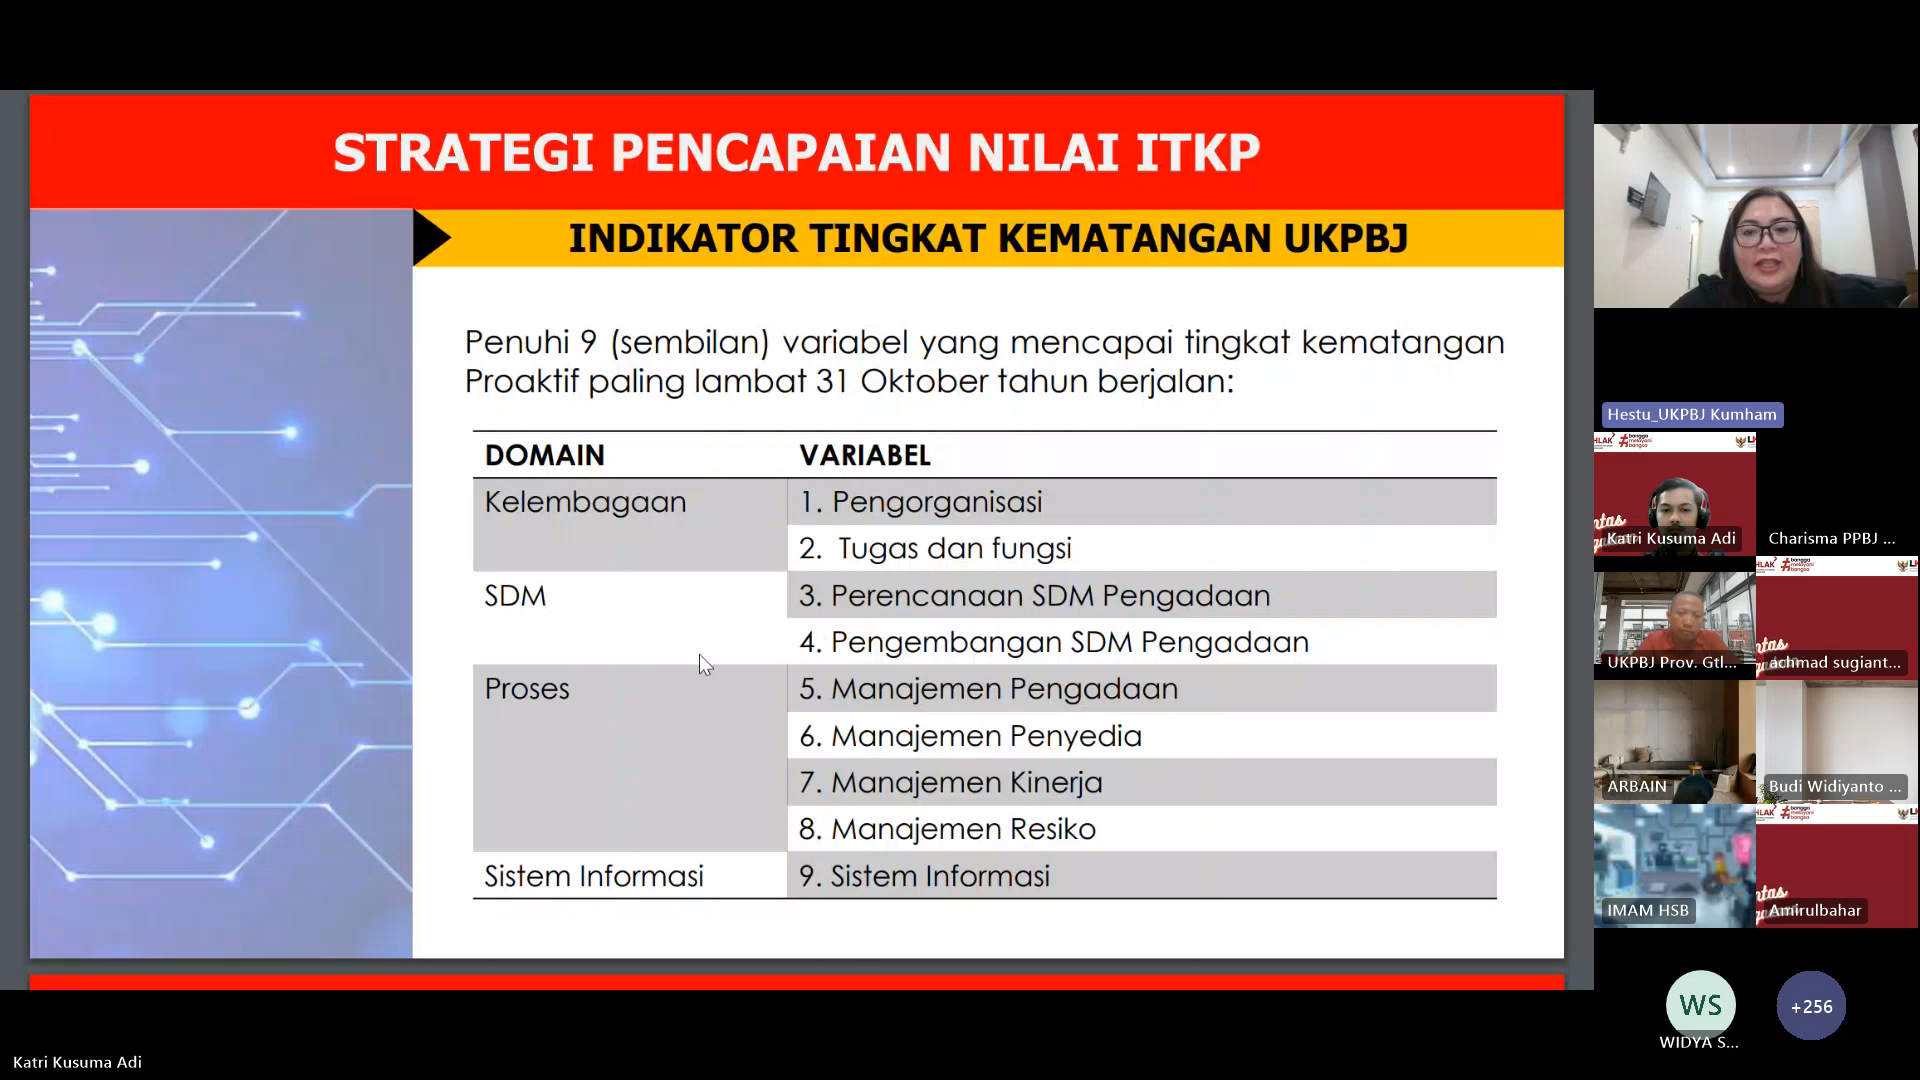 STRATEGI PENCAPAIAN NILAI ITKP
INDIKATOR TINGKAT KEMATANGAN UKPBJ
Penuhi 9 (sembilan) variabel yang mencapai tingkat kematangan
Proaktif paling lambat 31 Oktober tahun berjalan:
DOMAIN VARIABEL
Kelembagaan 1. Pengorganisasi
2. Tugas dan fungsi
SDM 3. Perencanaan SDM Pengadaan
4. Pengembangan SDM Pengadaan
Proses 5. Manajemen Pengadaan
6. Manajemen Penyedia
7. Manajemen Kinerja
8. Manajemen Resiko
Sistem Informasi 9. Sistem Informasi
Hestu_UKPBJ Kumham
Katri Kusuma Adi
Charisma PPBJ ...
UKPBJ Prov. Gtl...
achmad sugiant...
ARBAIN
Budi Widiyanto ...
IMAM HSB
Amirulbahar
WS
+256
WIDYA S...
Katri Kusuma Adi